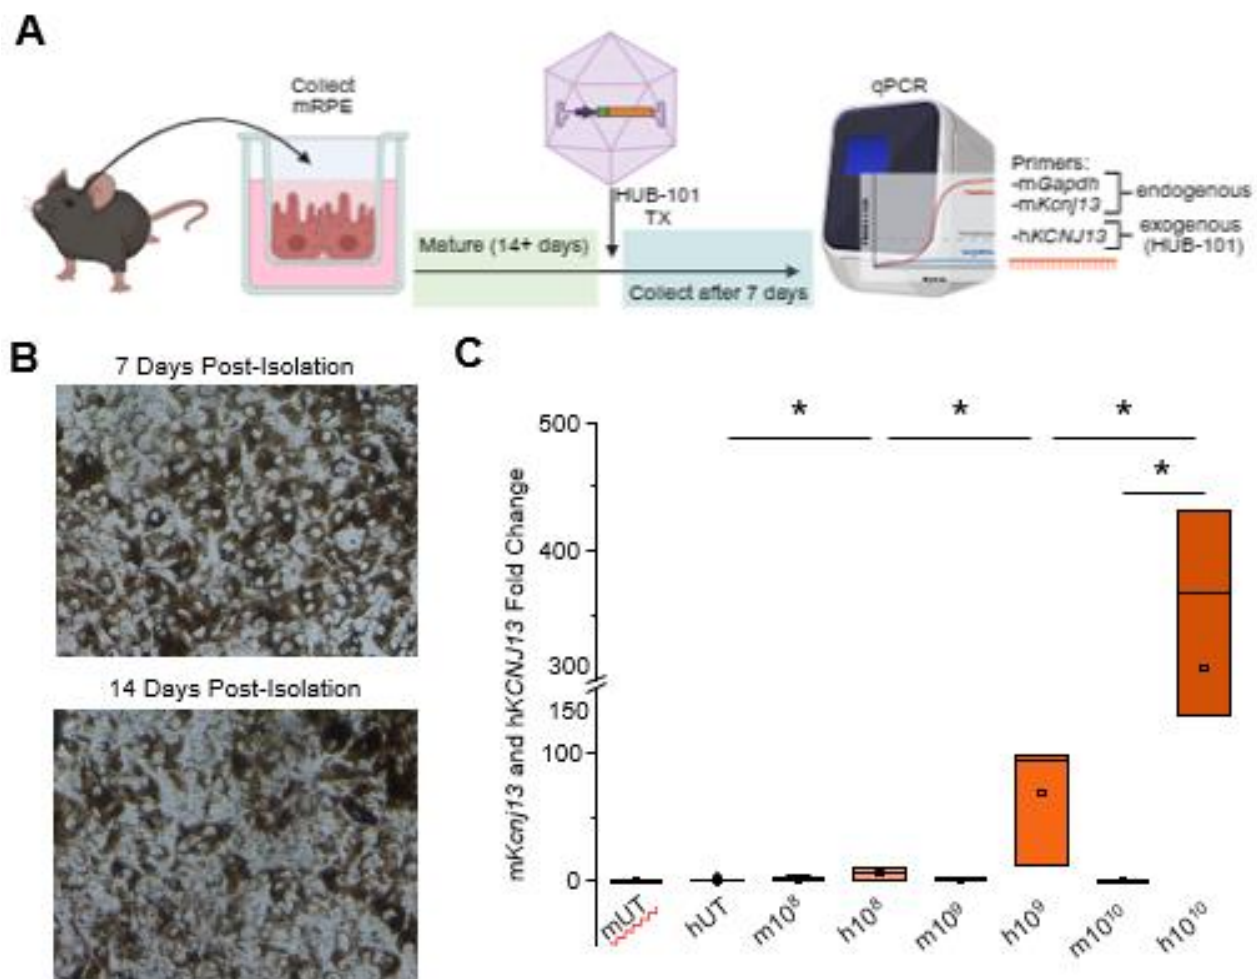 A
Collect
mRPE
qPCR
HUB-101
TX
Mature (14+ days)
Collect after 7 days
Primers:
-mGapdh
-mKcnj13
endogenous
-hKCNJ13
exogenous
(HUB-101)
B
7 Days Post-Isolation
14 Days Post-Isolation
C
mKcnj13 and hKCNJ13 Fold Change
500
400
300
150
100
0
* * *
*
mUT
hUT
m10⁸
h10⁸
m10⁹
h10⁹
m10¹⁰
h10¹⁰